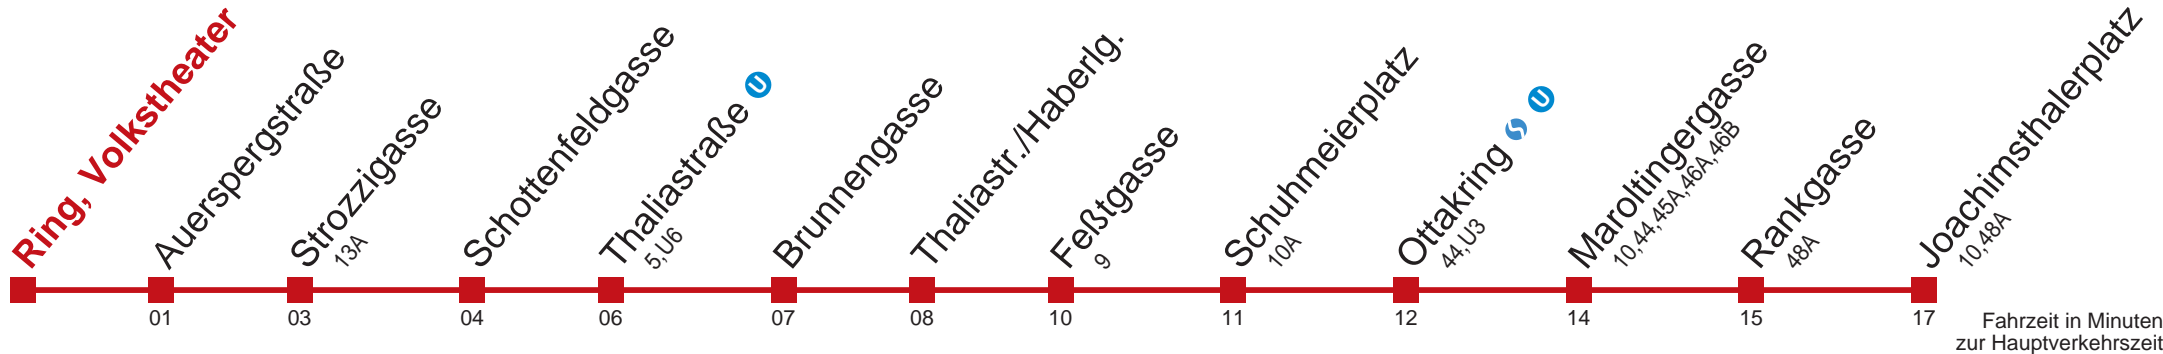 Ring, Volkstheater
Auerspergstraße
Strozzigasse
13A
Schottenfeldgasse
Thaliastraße U
5,U6
Brunnengasse
Thaliastr./Haberlg.
Feßtgasse
9
Schuhmeierplatz
10A
Ottakring S U
44,U3
Maroltingergasse
10,44,45A,46A,46B
Rankgasse
48A
Joachimsthalerplatz
10,48A
01 03 04 06 07 08 10 11 12 14 15 17
Fahrzeit in Minuten
zur Hauptverkehrszeit